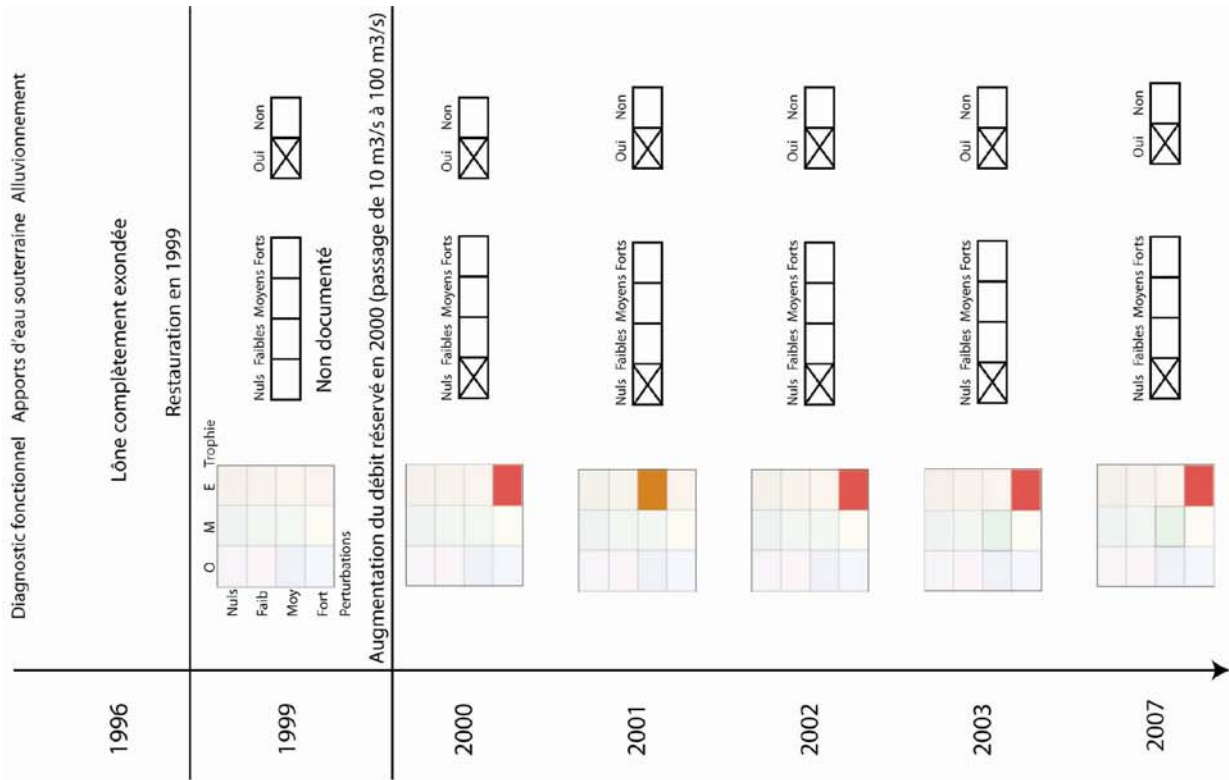 Diagnostic fonctionnel Apports d'eau souterraine Alluvionnement
1996
Lône complètement exondée
Restauration en 1999
1999
O M E Trophie
Nuls
Faib
Moy
Fort
Perturbations
Nuls Faibles Moyens Forts
Non documenté
Oui Non
Augmentation du débit réservé en 2000 (passage de 10 m3/s à 100 m3/s)
2000
Nuls Faibles Moyens Forts
Oui Non
2001
Nuls Faibles Moyens Forts
Oui Non
2002
Nuls Faibles Moyens Forts
Oui Non
2003
Nuls Faibles Moyens Forts
Oui Non
2007
Nuls Faibles Moyens Forts
Oui Non